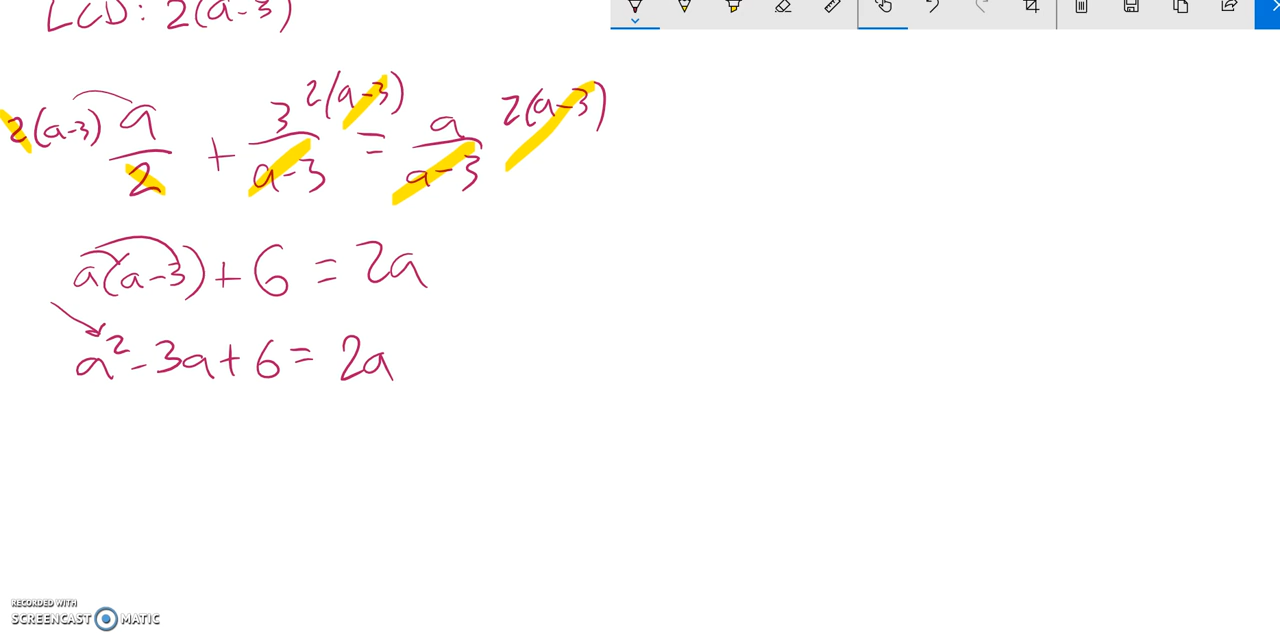 LCD: 2(a-3)
2(a-3) a/2 + 3/(a-3) 2(a-3) = a/(a-3) 2(a-3)
a(a-3) + 6 = 2a
a² - 3a + 6 = 2a
RECORDED WITH
SCREENCAST MATIC